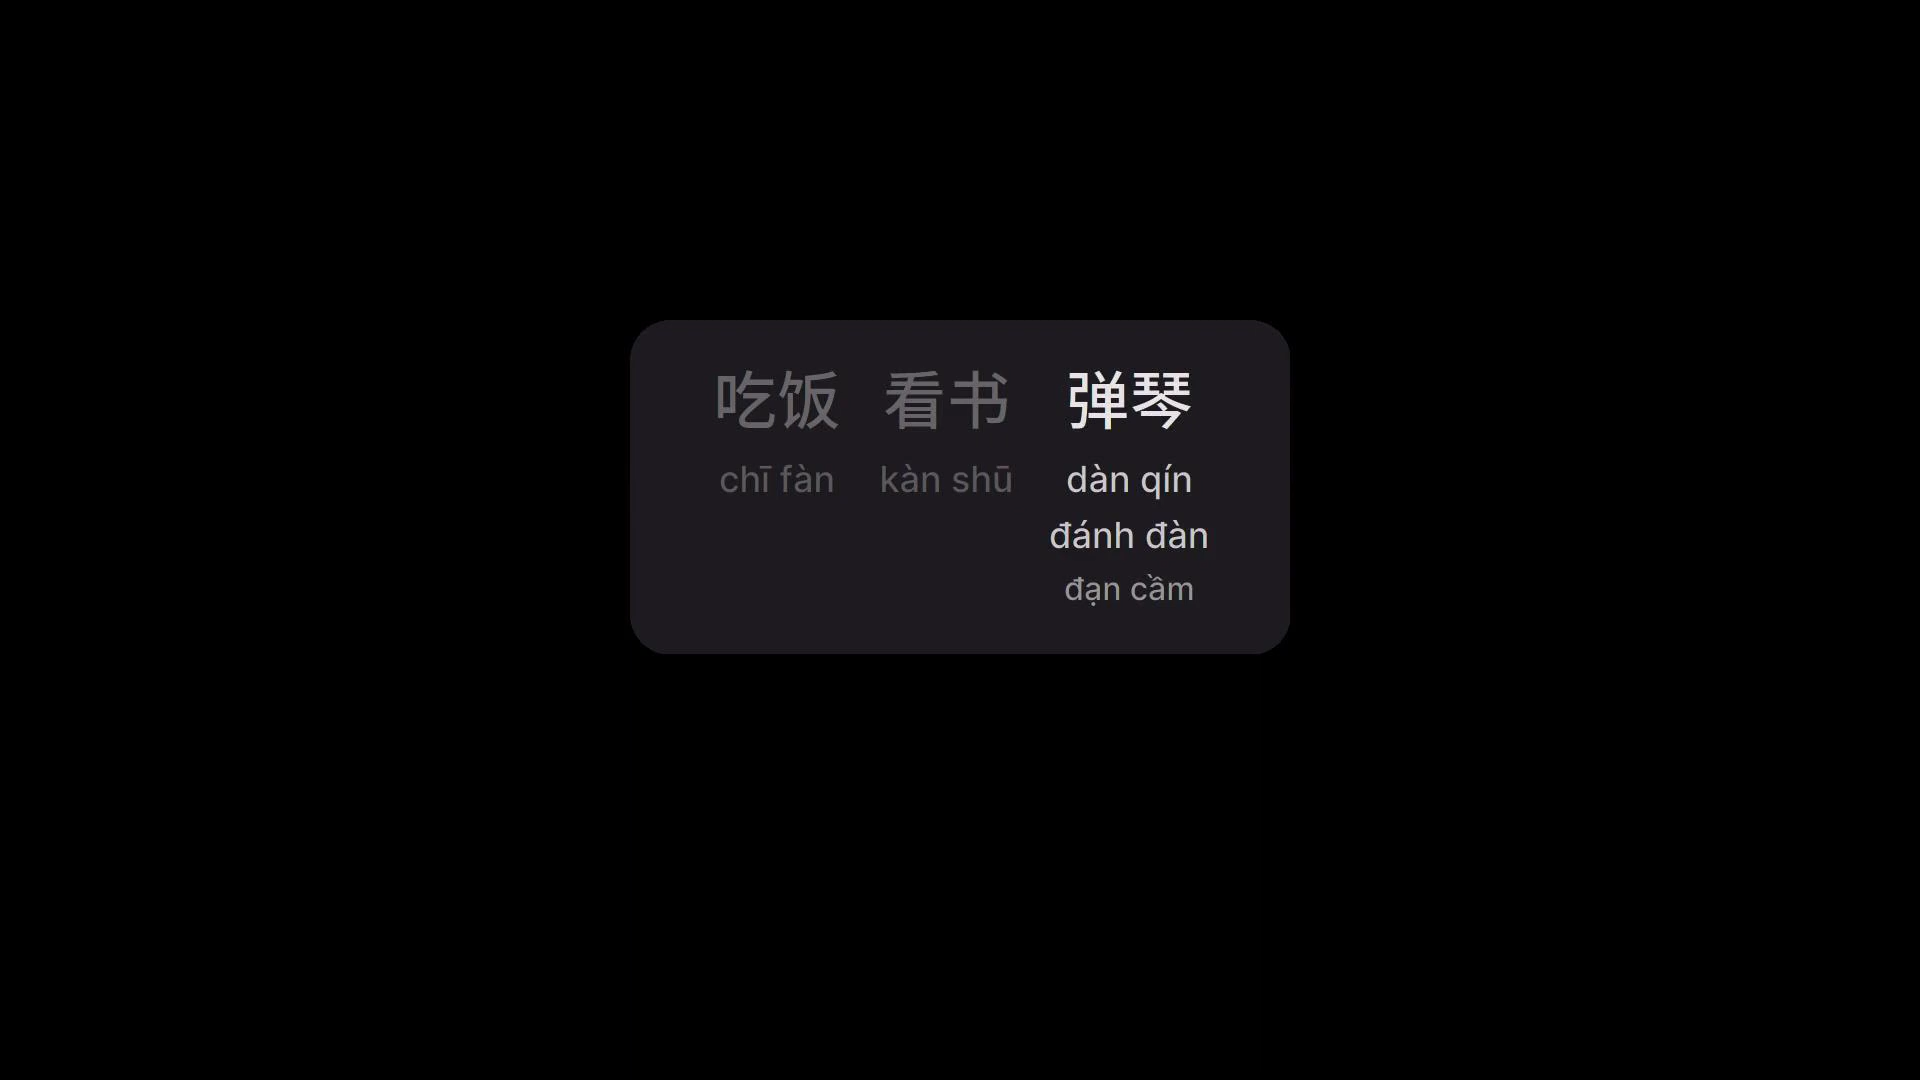 吃饭 看书 弹琴
chī fàn kàn shū dàn qín
đánh đàn
đạn cầm